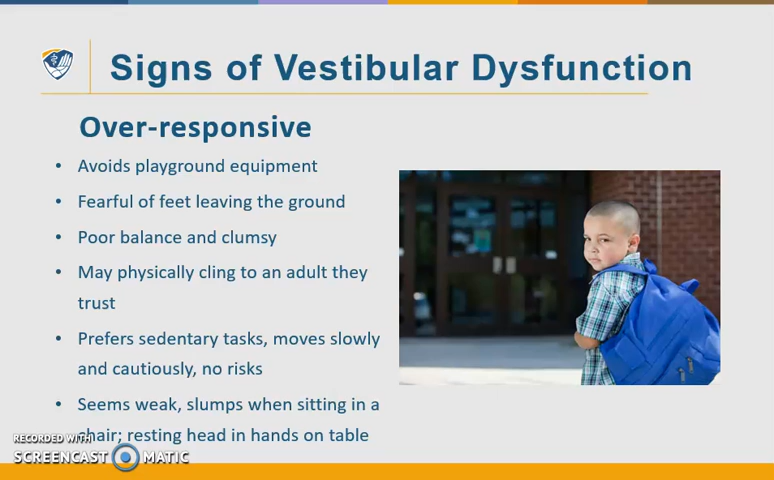 Signs of Vestibular Dysfunction
Over-responsive
• Avoids playground equipment
• Fearful of feet leaving the ground
• Poor balance and clumsy
• May physically cling to an adult they
trust
• Prefers sedentary tasks, moves slowly
and cautiously, no risks
• Seems weak, slumps when sitting in a
chair; resting head in hands on table
RECORDED WITH
SCREENCAST MATIC